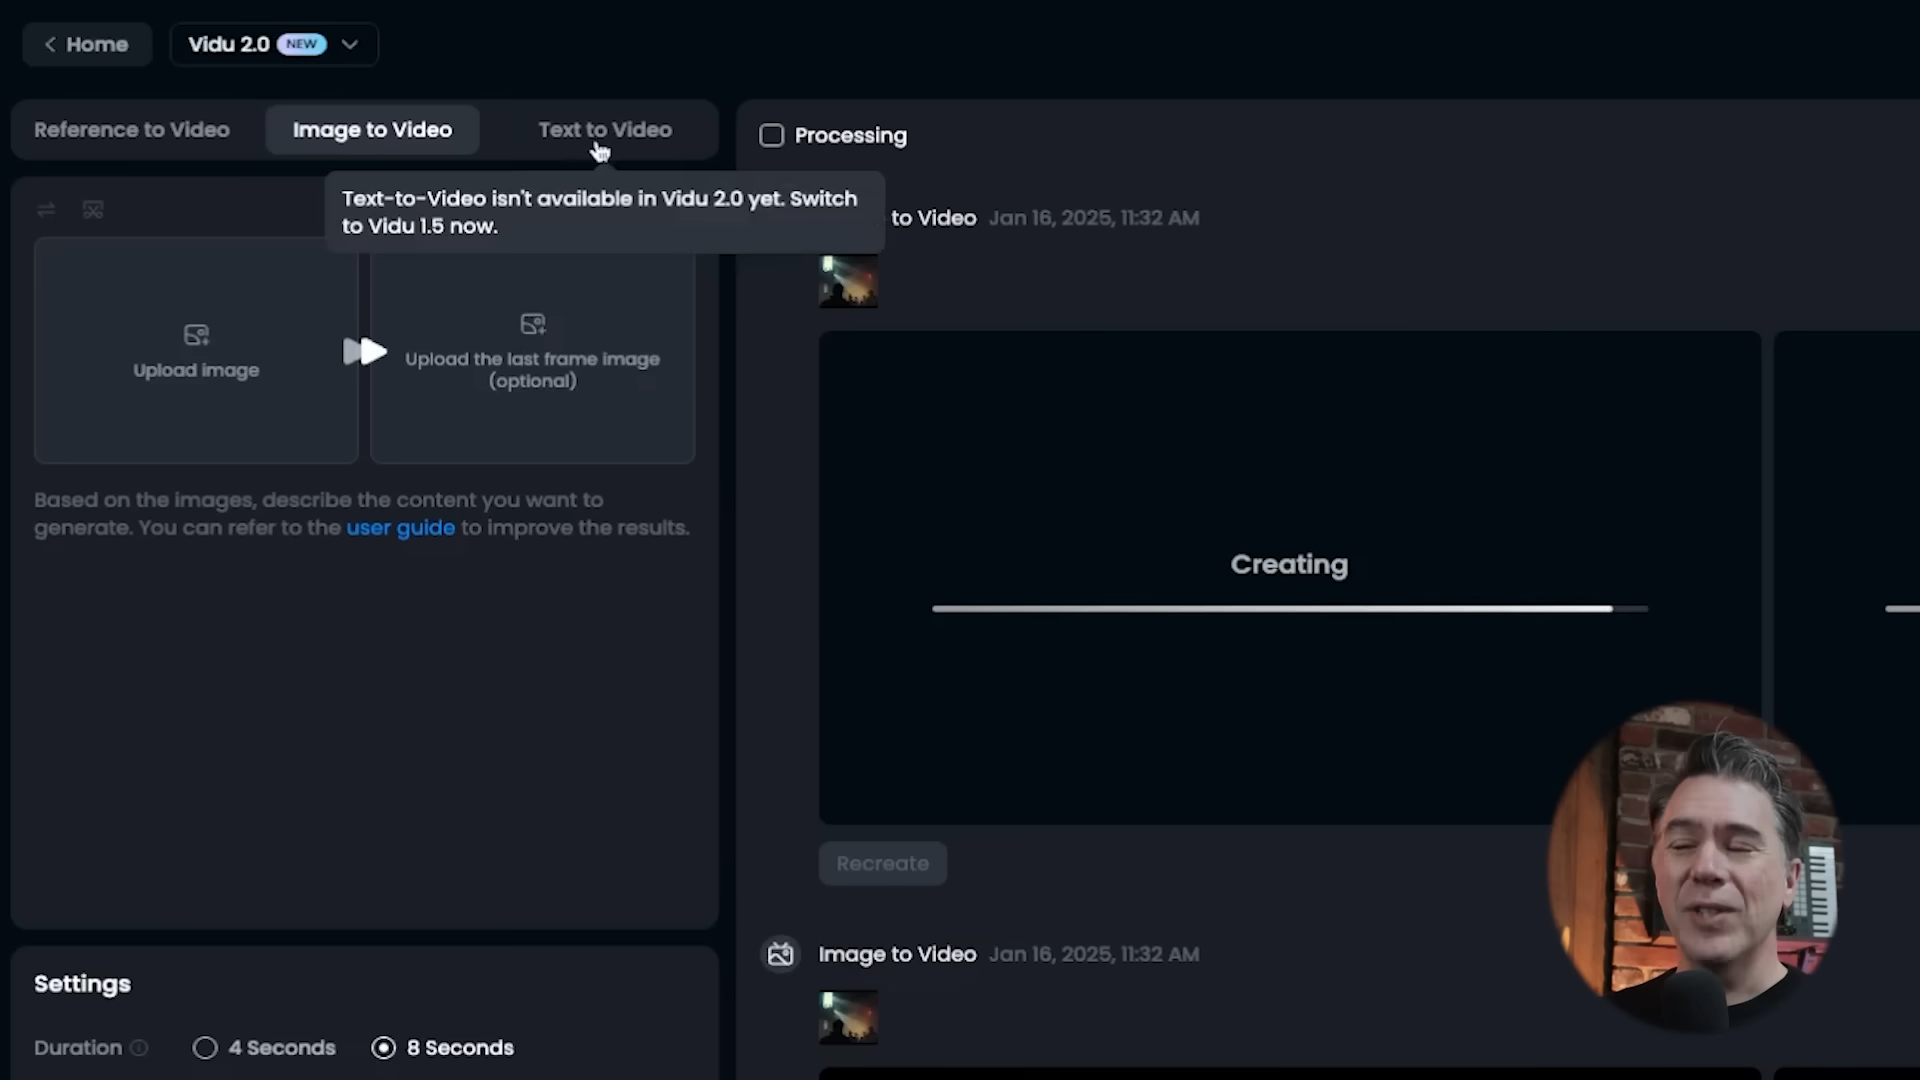 Home
Vidu 2.0 NEW
Reference to Video
Image to Video
Text to Video
Text-to-Video isn't available in Vidu 2.0 yet. Switch
to Vidu 1.5 now.
Upload image
Upload the last frame image
(optional)
Based on the images, describe the content you want to
generate. You can refer to the user guide to improve the results.
Settings
Duration
4 Seconds
8 Seconds
Processing
to Video Jan 16, 2025, 11:32 AM
Creating
Recreate
Image to Video Jan 16, 2025, 11:32 AM